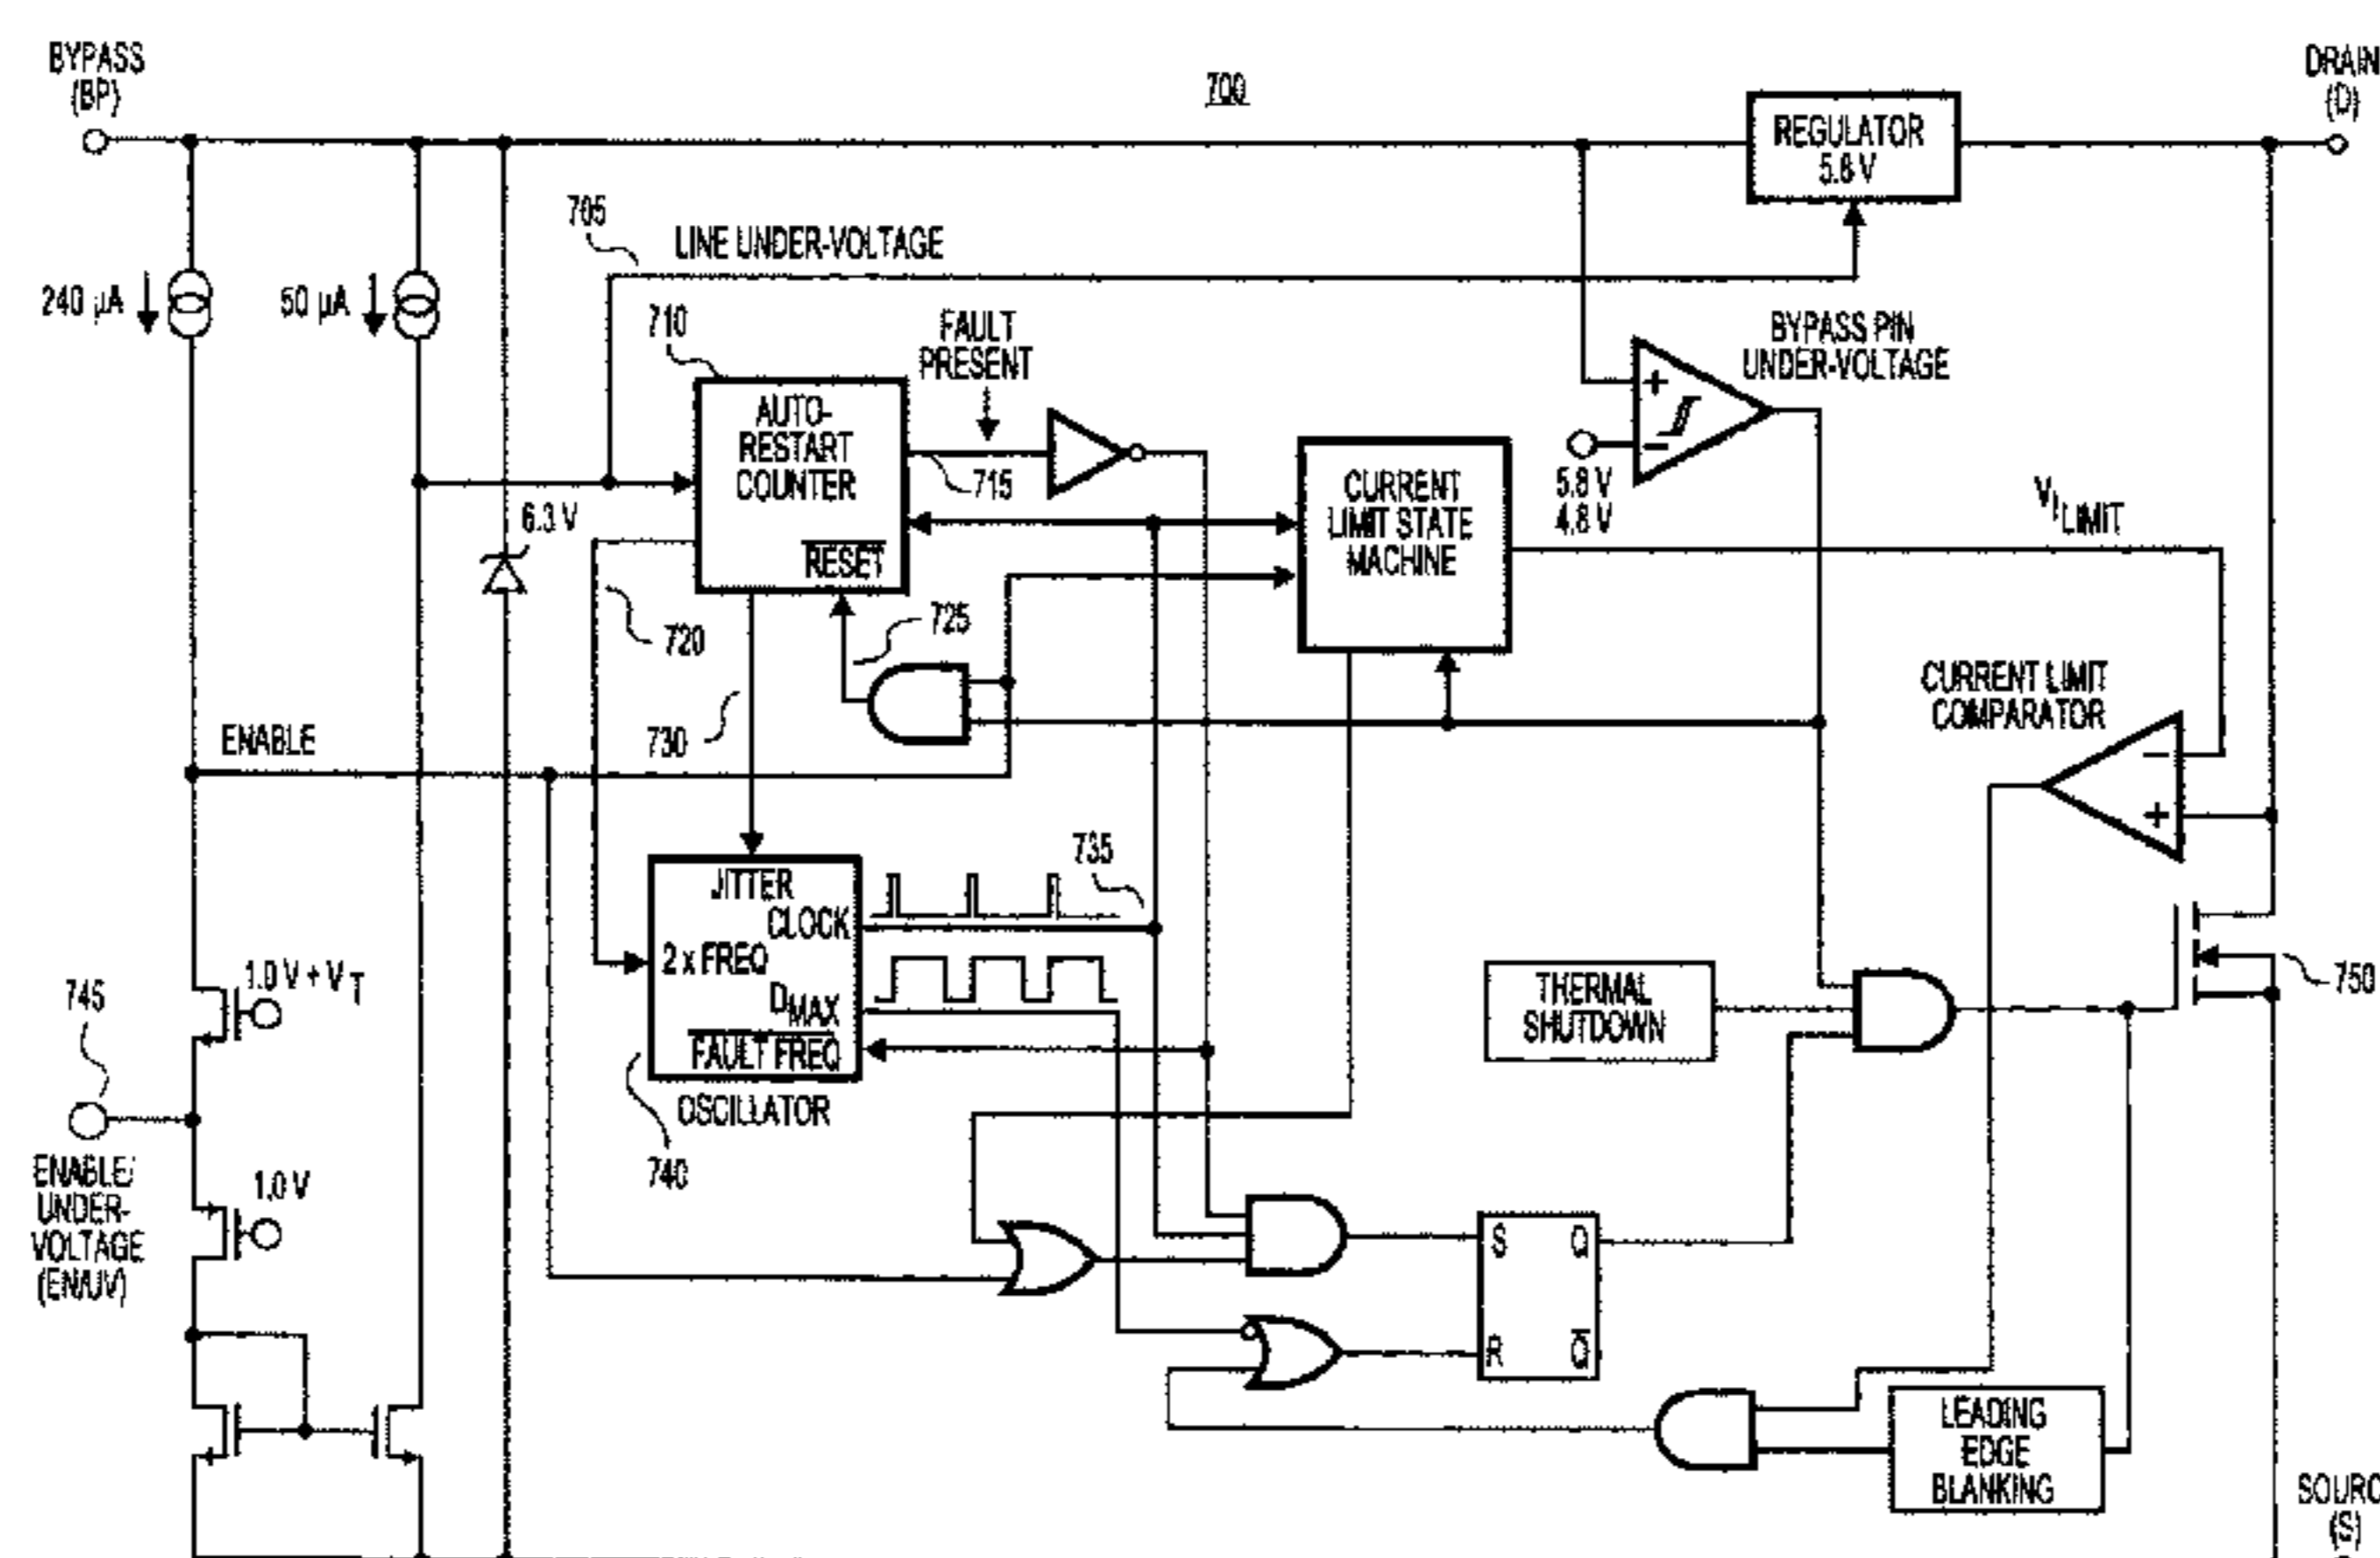 BYPASS
(BP)
700
DRAIN
(D)
REGULATOR
5.8 V
705
LINE UNDER-VOLTAGE
240 µA
50 µA
710
FAULT
PRESENT
BYPASS PIN
UNDER-VOLTAGE
AUTO-
RESTART
COUNTER
715
+
−
5.8 V
4.8 V
CURRENT
LIMIT STATE
MACHINE
VI LIMIT
6.3 V
RESET
720
725
730
CURRENT LIMIT
COMPARATOR
−
+
ENABLE
735
JITTER
CLOCK
2 x FREQ
DMAX
FAULT FREQ
OSCILLATOR
740
THERMAL
SHUTDOWN
750
1.0 V + VT
745
ENABLE/
UNDER-
VOLTAGE
(EN/UV)
1.0 V
S Q
R Q
LEADING
EDGE
BLANKING
SOURC
(S)